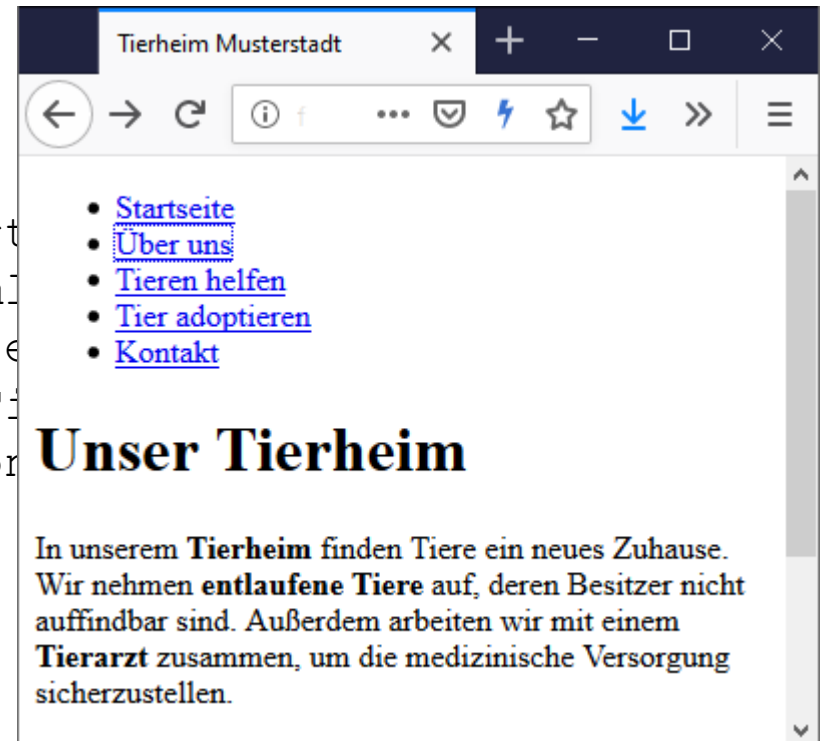 Tierheim Musterstadt
Startseite
Über uns
Tieren helfen
Tier adoptieren
Kontakt
Unser Tierheim
In unserem Tierheim finden Tiere ein neues Zuhause.
Wir nehmen entlaufene Tiere auf, deren Besitzer nicht
auffindbar sind. Außerdem arbeiten wir mit einem
Tierarzt zusammen, um die medizinische Versorgung
sicherzustellen.